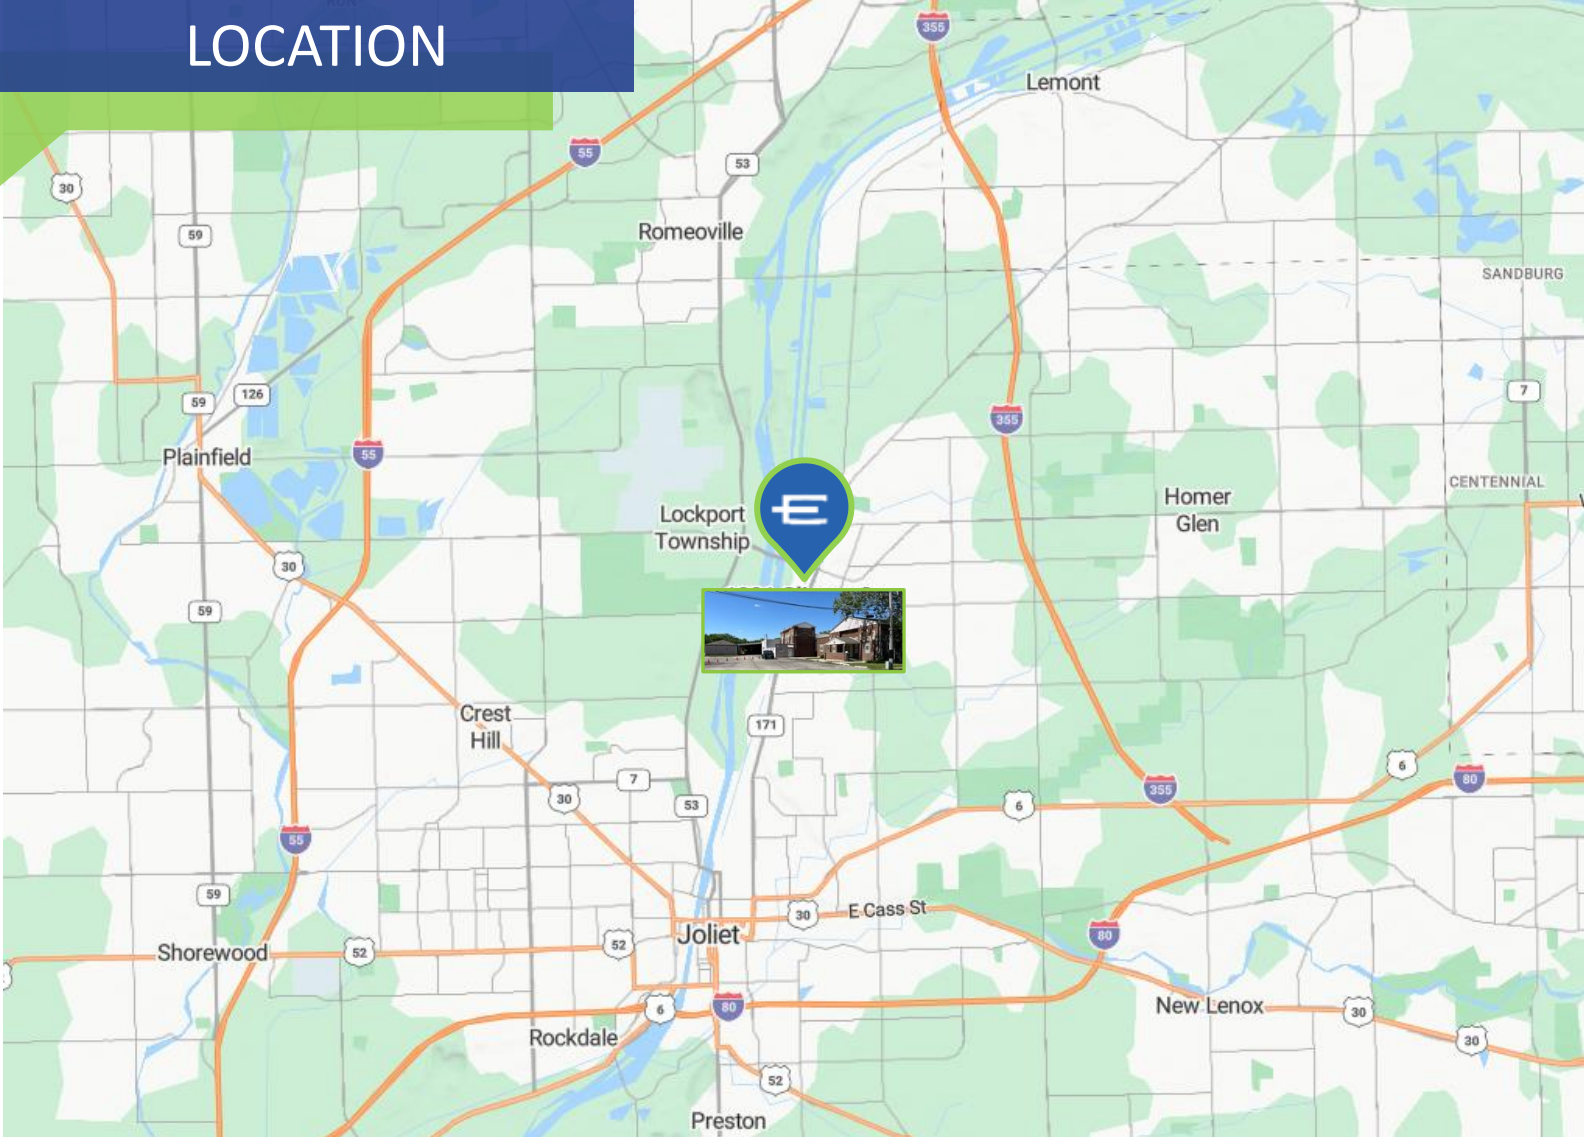 LOCATION
355
Lemont
55
53
30
59
Romeoville
SANDBURG
126
59
7
355
Plainfield
55
CENTENNIAL
Homer
Glen
Lockport
Township
E
30
59
Crest
Hill
171
6
7
80
30
53
355
6
55
59
30
E Cass St
Joliet
52
52
80
Shorewood
New Lenox
6
80
30
Rockdale
30
52
Preston